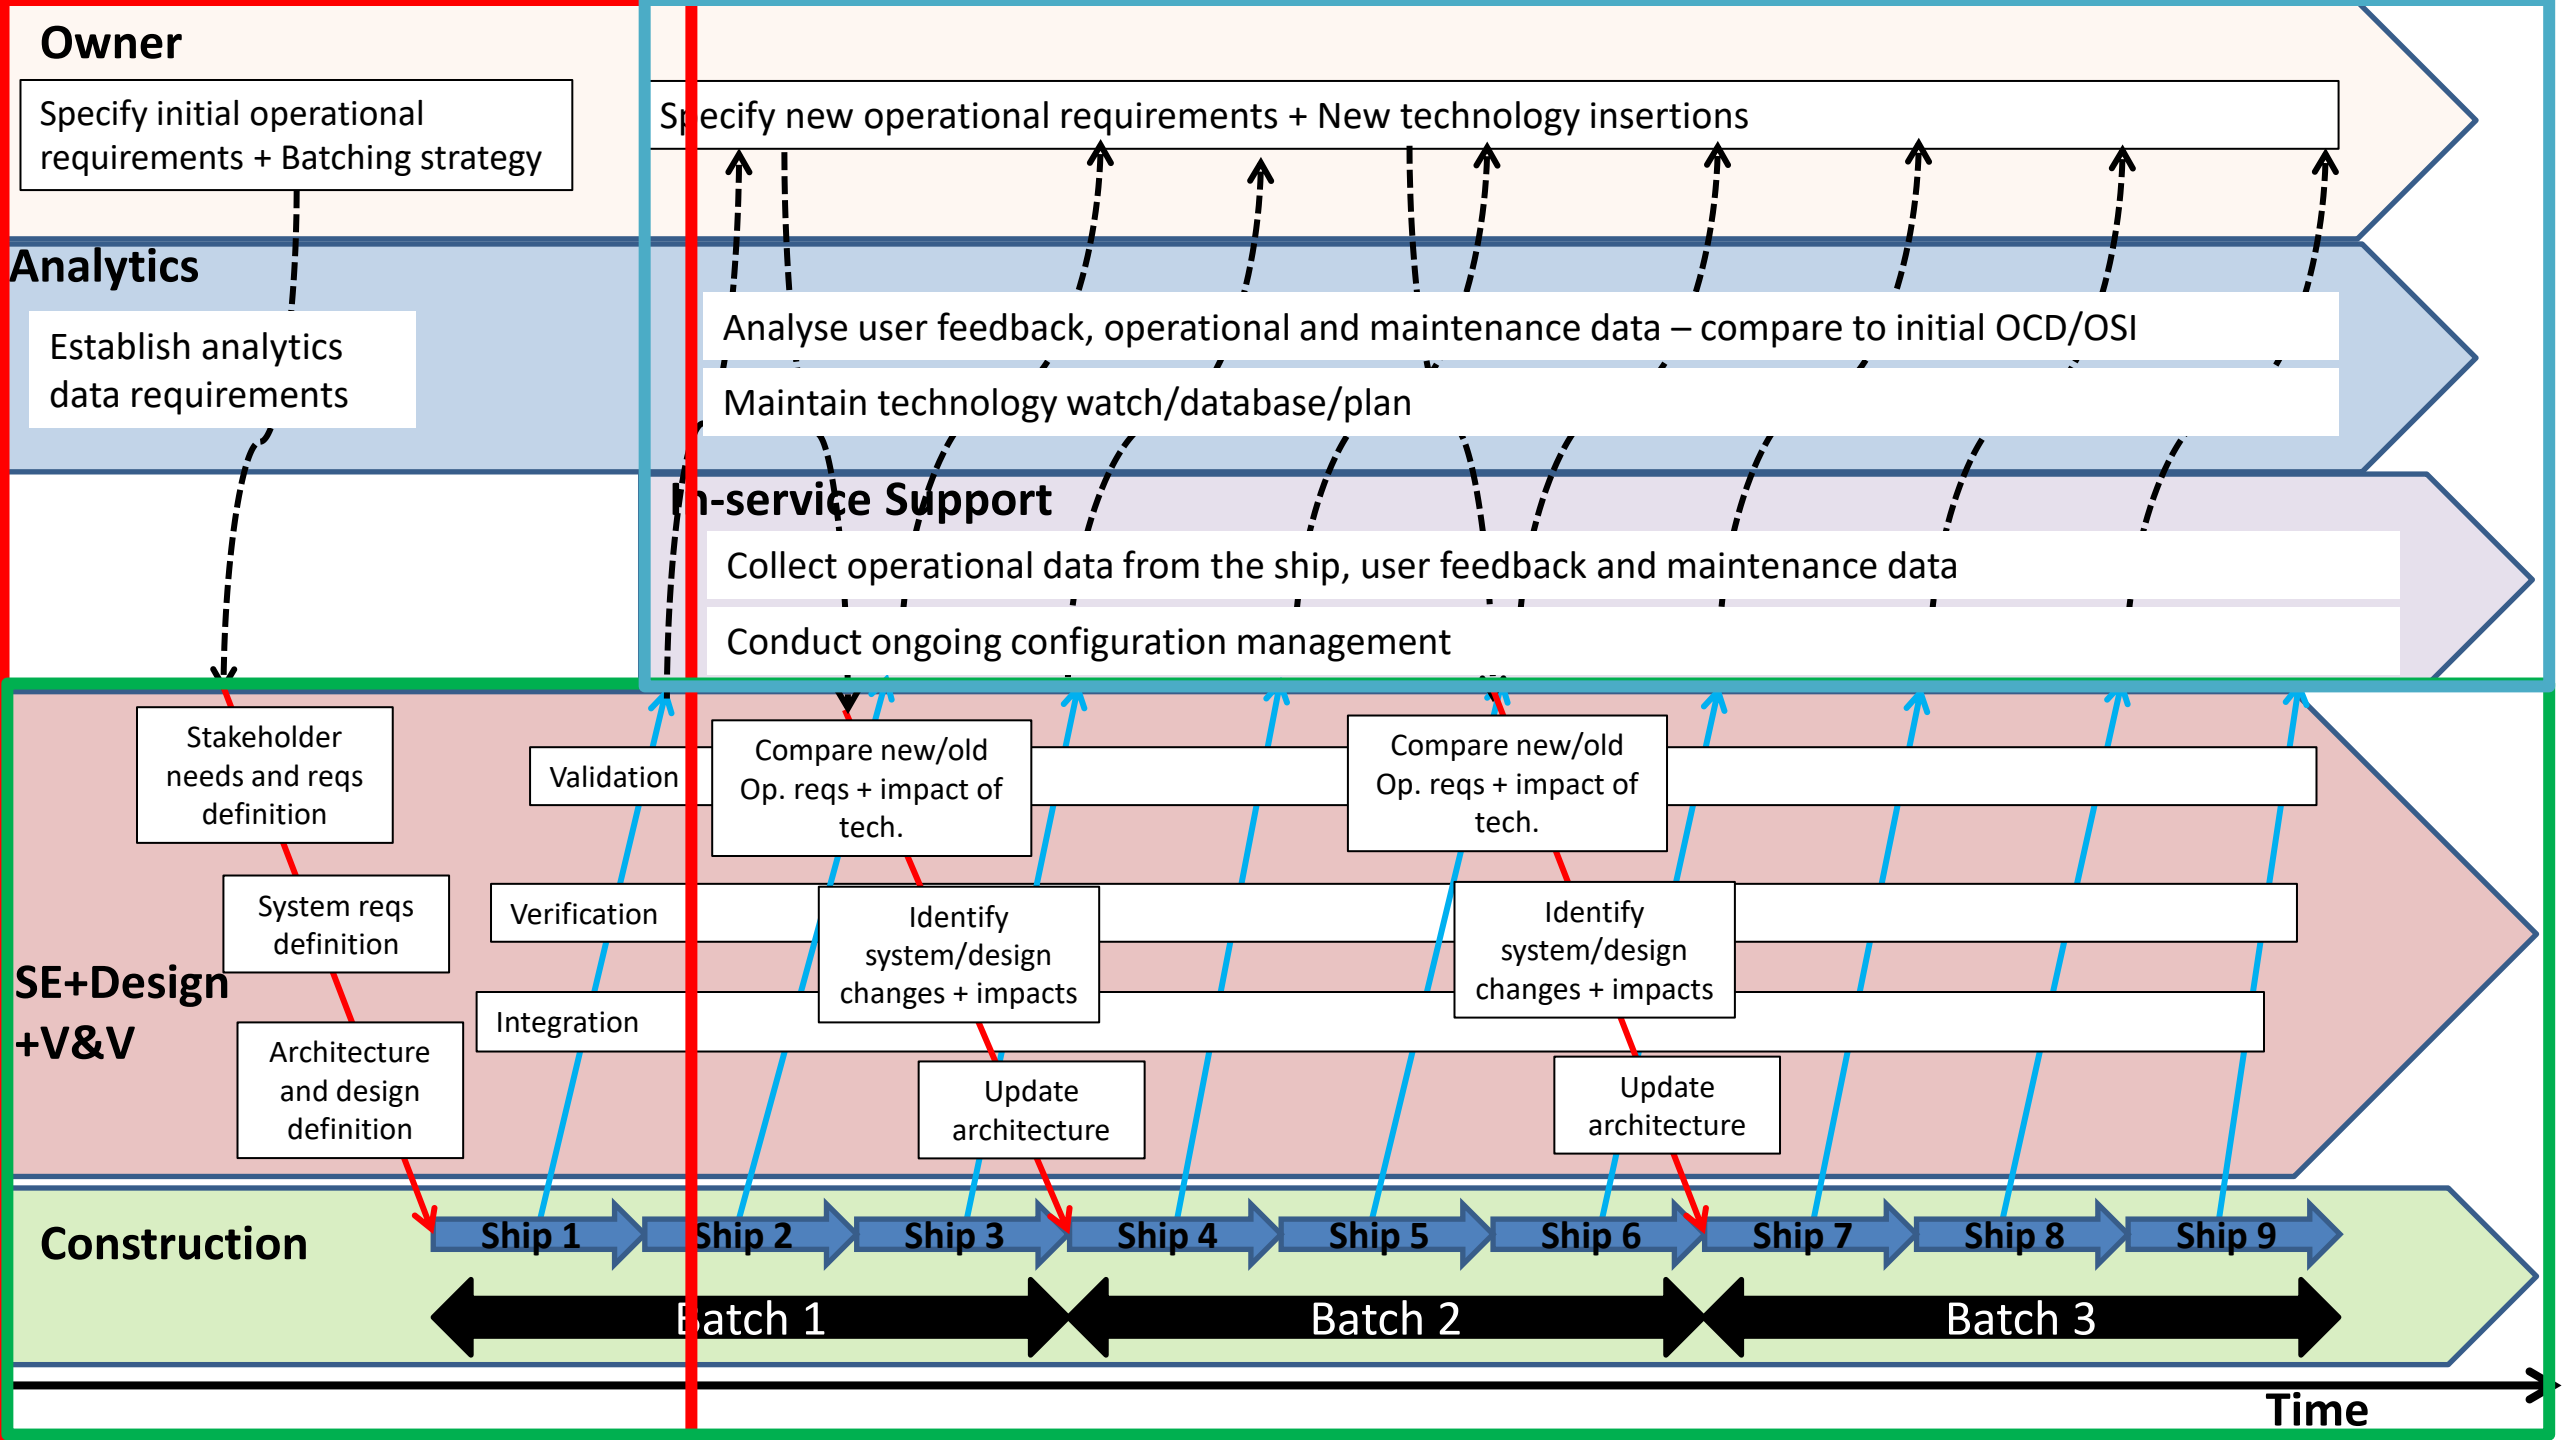 Owner
Specify initial operational
requirements + Batching strategy
Specify new operational requirements + New technology insertions
Analytics
Establish analytics
data requirements
Analyse user feedback, operational and maintenance data – compare to initial OCD/OSI
Maintain technology watch/database/plan
In-service Support
Collect operational data from the ship, user feedback and maintenance data
Conduct ongoing configuration management
SE+Design
+V&V
Stakeholder
needs and reqs
definition
System reqs
definition
Architecture
and design
definition
Validation
Verification
Integration
Compare new/old
Op. reqs + impact of
tech.
Identify
system/design
changes + impacts
Update
architecture
Compare new/old
Op. reqs + impact of
tech.
Identify
system/design
changes + impacts
Update
architecture
Construction
Ship 1
Ship 2
Ship 3
Ship 4
Ship 5
Ship 6
Ship 7
Ship 8
Ship 9
Batch 1
Batch 2
Batch 3
Time